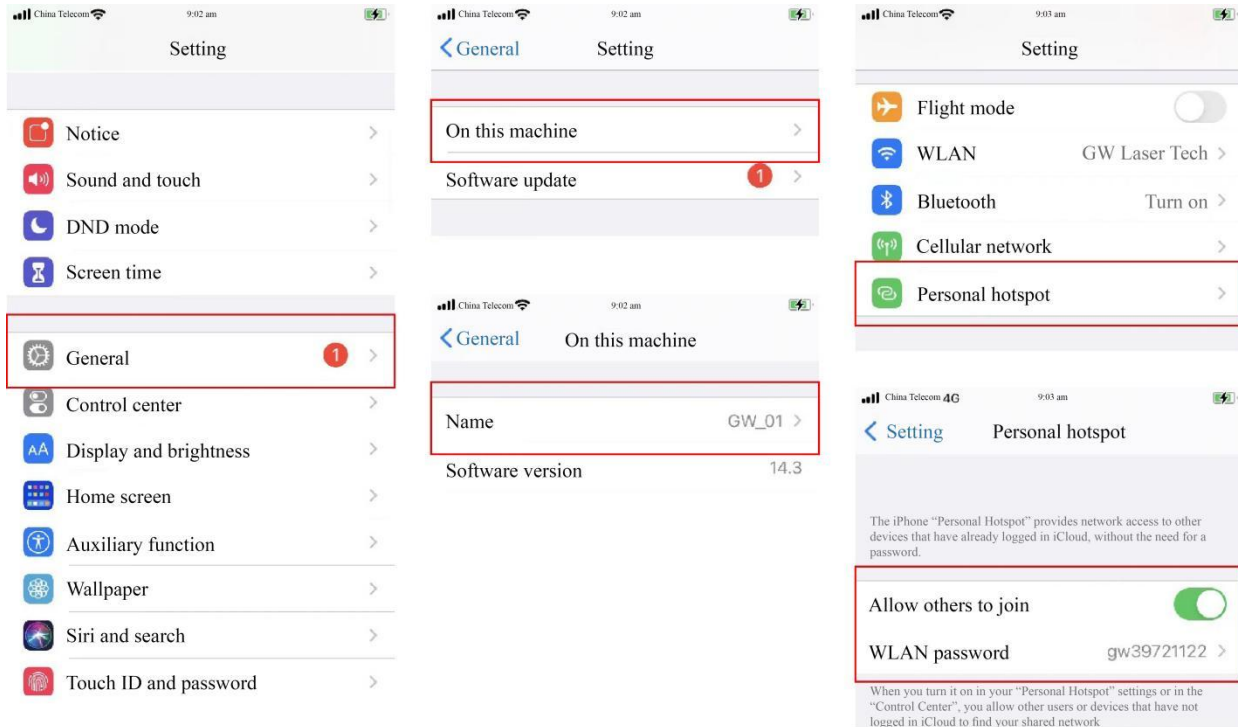 China Telecom 9:02 am
Setting
Notice
Sound and touch
DND mode
Screen time
General 1
Control center
Display and brightness
Home screen
Auxiliary function
Wallpaper
Siri and search
Touch ID and password
China Telecom 9:02 am
General Setting
On this machine
Software update 1
China Telecom 9:02 am
General On this machine
Name GW_01
Software version 14.3
China Telecom 9:03 am
Setting
Flight mode
WLAN GW Laser Tech
Bluetooth Turn on
Cellular network
Personal hotspot
China Telecom 4G 9:03 am
Setting Personal hotspot
The iPhone “Personal Hotspot” provides network access to other
devices that have already logged in iCloud, without the need for a
password.
Allow others to join
WLAN password gw39721122
When you turn it on in your “Personal Hotspot” settings or in the
“Control Center”, you allow other users or devices that have not
logged in iCloud to find your shared network